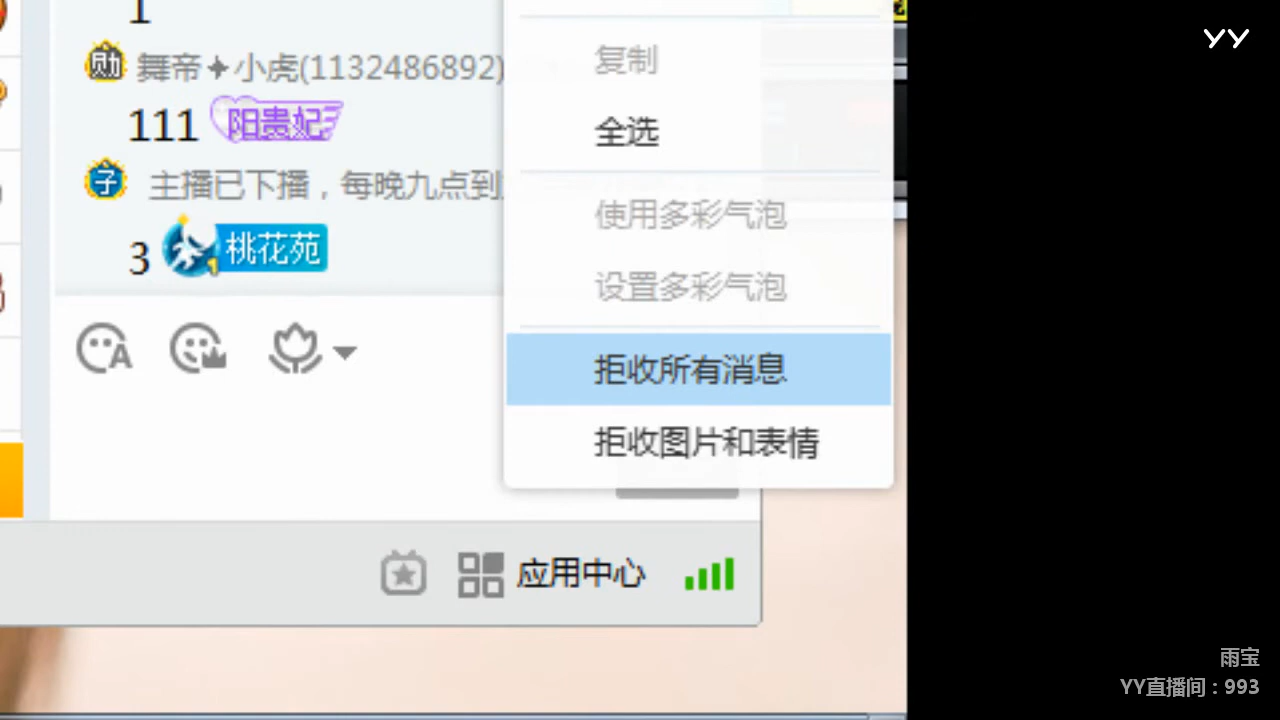 1
勋 舞帝✦小虎(1132486892)
111 阳贵妃
子 主播已下播，每晚九点到
3 1 桃花苑
复制
全选
使用多彩气泡
设置多彩气泡
拒收所有消息
拒收图片和表情
应用中心
YY
雨宝
YY直播间：993